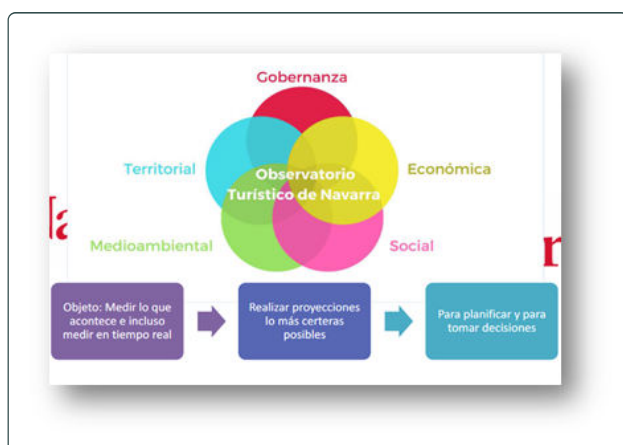 Gobernanza
Territorial
Económica
Observatorio
Turístico de Navarra
Medioambiental
Social
Objeto: Medir lo que
acontece e incluso
medir en tiempo real
Realizar proyecciones
lo más certeras
posibles
Para planificar y para
tomar decisiones